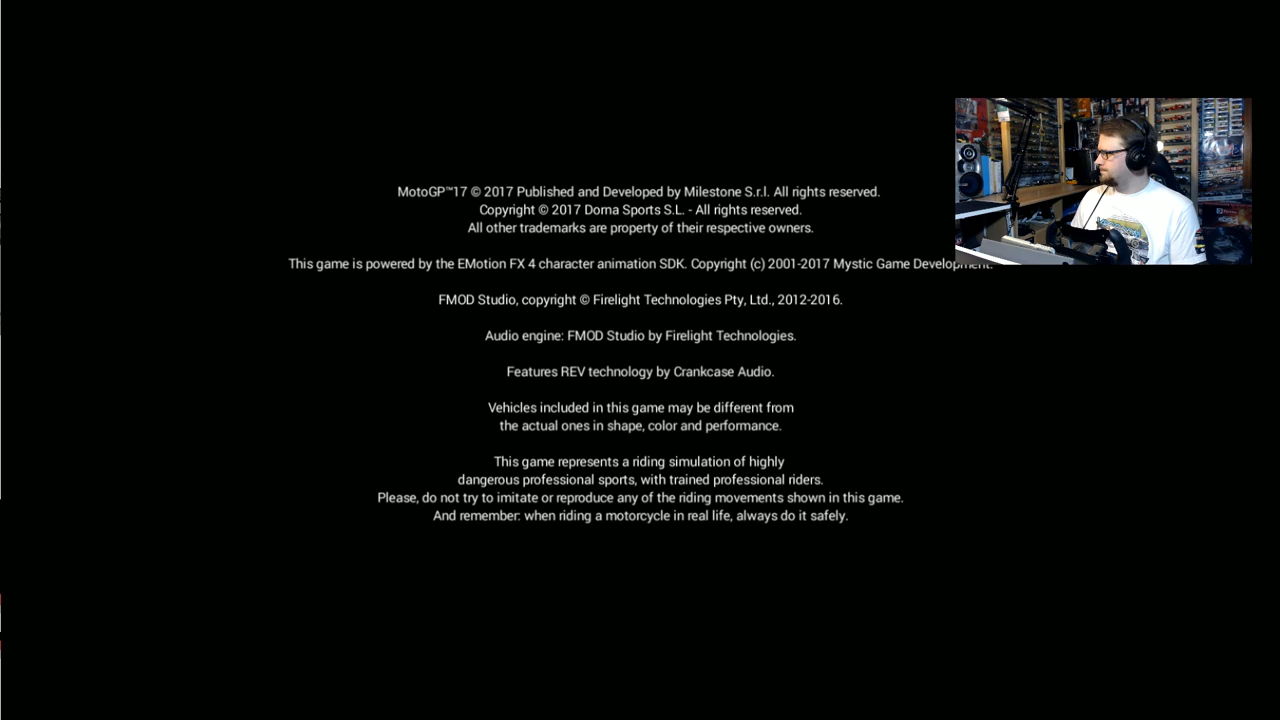 MotoGP™17 © 2017 Published and Developed by Milestone S.r.l. All rights reserved.
Copyright © 2017 Dorna Sports S.L. - All rights reserved.
All other trademarks are property of their respective owners.
This game is powered by the EMotion FX 4 character animation SDK. Copyright (c) 2001-2017 Mystic Game Development.
FMOD Studio, copyright © Firelight Technologies Pty, Ltd., 2012-2016.
Audio engine: FMOD Studio by Firelight Technologies.
Features REV technology by Crankcase Audio.
Vehicles included in this game may be different from
the actual ones in shape, color and performance.
This game represents a riding simulation of highly
dangerous professional sports, with trained professional riders.
Please, do not try to imitate or reproduce any of the riding movements shown in this game.
And remember: when riding a motorcycle in real life, always do it safely.